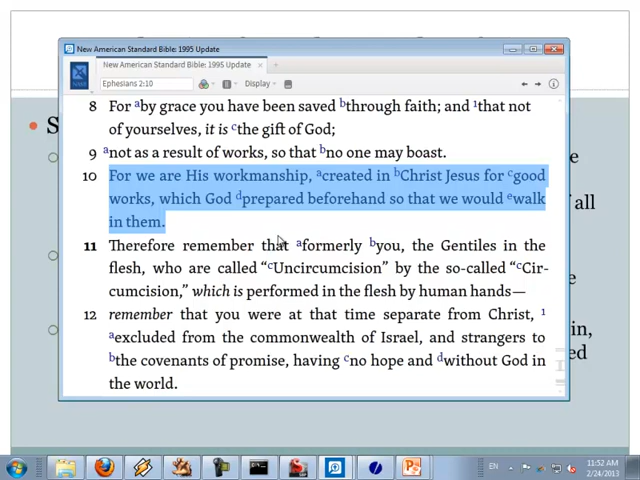 New American Standard Bible: 1995 Update
New American Standard Bible: 1995 Update
Ephesians 2:10
Display
8 For ᵃby grace you have been saved ᵇthrough faith; and ¹that not
of yourselves, it is ᶜthe gift of God;
9 ᵃnot as a result of works, so that ᵇno one may boast.
10 For we are His workmanship, ᵃcreated in ᵇChrist Jesus for ᶜgood
works, which God ᵈprepared beforehand so that we would ᵉwalk
in them.
11 Therefore remember that ᵃformerly ᵇyou, the Gentiles in the
flesh, who are called “ᶜUncircumcision” by the so-called “ᶜCir-
cumcision,” which is performed in the flesh by human hands—
12 remember that you were at that time separate from Christ, ¹
ᵃexcluded from the commonwealth of Israel, and strangers to
ᵇthe covenants of promise, having ᶜno hope and ᵈwithout God in
the world.
S
e
of all
e
in,
ed
EN
11:52 AM
2/24/2013